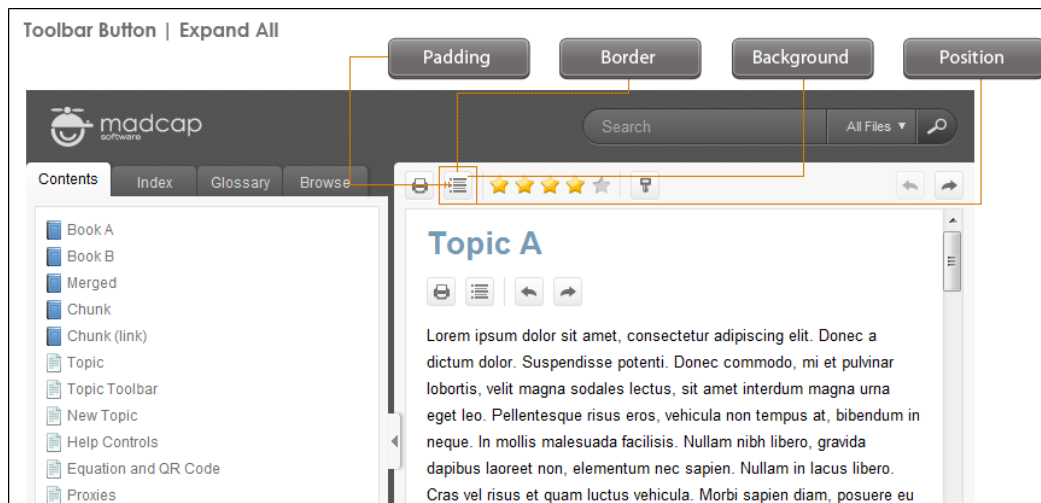 Toolbar Button | Expand All
Padding
Border
Background
Position
madcap
software
Search
All Files
Contents
Index
Glossary
Browse
Book A
Book B
Merged
Chunk
Chunk (link)
Topic
Topic Toolbar
New Topic
Help Controls
Equation and QR Code
Proxies
Topic A
Lorem ipsum dolor sit amet, consectetur adipiscing elit. Donec a
dictum dolor. Suspendisse potenti. Donec commodo, mi et pulvinar
lobortis, velit magna sodales lectus, sit amet interdum magna urna
eget leo. Pellentesque risus eros, vehicula non tempus at, bibendum in
neque. In mollis malesuada facilisis. Nullam nibh libero, gravida
dapibus laoreet non, elementum nec sapien. Nullam in lacus libero.
Cras vel risus et quam luctus vehicula. Morbi sapien diam, posuere eu